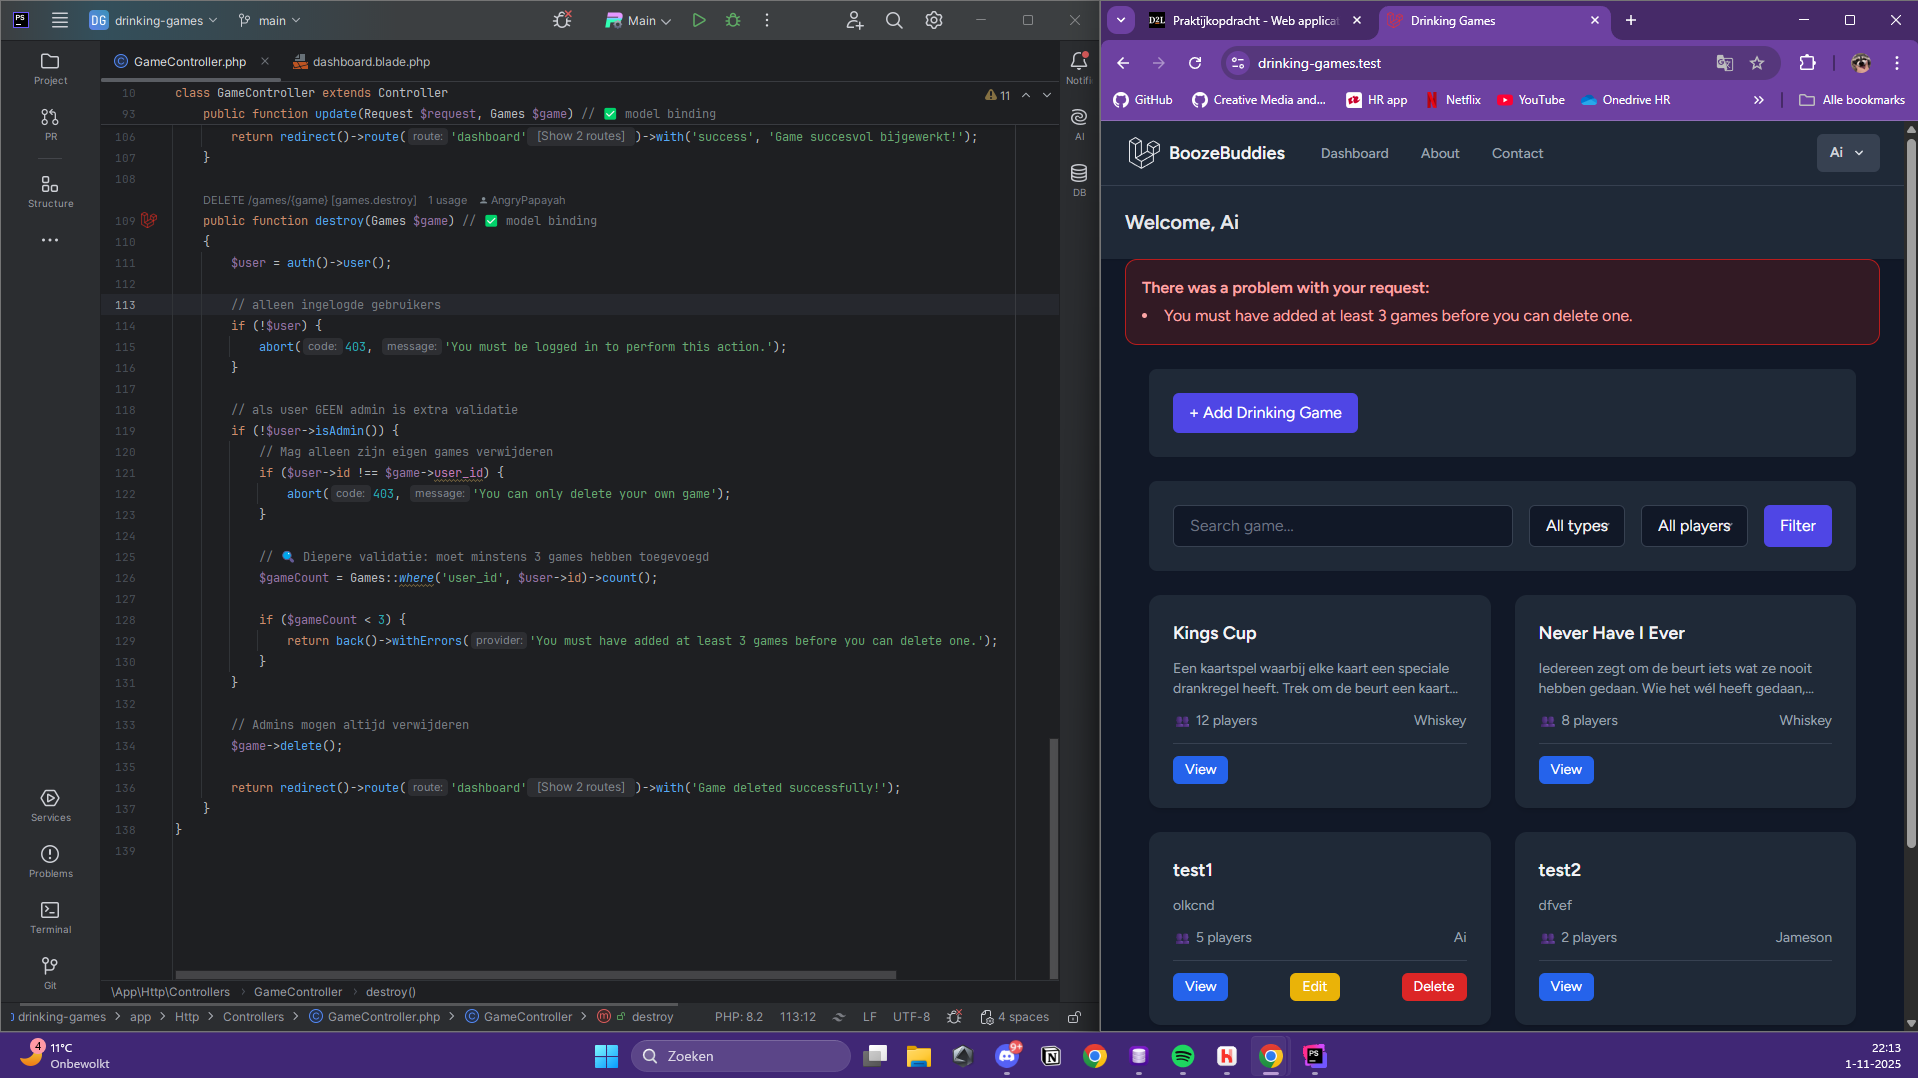 DG drinking-games
main
Main
Project
PR
Structure
Services
Problems
Terminal
Git
GameController.php
dashboard.blade.php
10 class GameController extends Controller
11
93 public function update(Request $request, Games $game) // ✅ model binding
106 return redirect()->route( route: 'dashboard' [Show 2 routes] )->with('success', 'Game succesvol bijgewerkt!');
107 }
108
DELETE /games/{game} [games.destroy] 1 usage AngryPapayah
109 public function destroy(Games $game) // ✅ model binding
110 {
111 $user = auth()->user();
112
113 // alleen ingelogde gebruikers
114 if (!$user) {
115 abort( code: 403, message: 'You must be logged in to perform this action.');
116 }
117
118 // als user GEEN admin is extra validatie
119 if (!$user->isAdmin()) {
120 // Mag alleen zijn eigen games verwijderen
121 if ($user->id !== $game->user_id) {
122 abort( code: 403, message: 'You can only delete your own game');
123 }
124
125 // 🔍 Diepere validatie: moet minstens 3 games hebben toegevoegd
126 $gameCount = Games::where('user_id', $user->id)->count();
127
128 if ($gameCount < 3) {
129 return back()->withErrors( provider: 'You must have added at least 3 games before you can delete one.');
130 }
131 }
132
133 // Admins mogen altijd verwijderen
134 $game->delete();
135
136 return redirect()->route( route: 'dashboard' [Show 2 routes] )->with('Game deleted successfully!');
137 }
138 }
139
Notifi
AI
DB
\App\Http\Controllers > GameController > destroy()
drinking-games > app > Http > Controllers > GameController.php > GameController > destroy
PHP: 8.2 113:12 LF UTF-8 4 spaces
D2L Praktijkopdracht - Web applicat
Drinking Games
drinking-games.test
GitHub
Creative Media and...
HR app
Netflix
YouTube
Onedrive HR
Alle bookmarks
BoozeBuddies
Dashboard
About
Contact
Ai
Welcome, Ai
There was a problem with your request:
• You must have added at least 3 games before you can delete one.
+ Add Drinking Game
Search game...
All types
All players
Filter
Kings Cup
Een kaartspel waarbij elke kaart een speciale
drankregel heeft. Trek om de beurt een kaart...
12 players
Whiskey
View
Never Have I Ever
Iedereen zegt om de beurt iets wat ze nooit
hebben gedaan. Wie het wél heeft gedaan,...
8 players
Whiskey
View
test1
olkcnd
5 players
Ai
View
Edit
Delete
test2
dfvef
2 players
Jameson
View
4
11°C
Onbewolkt
Zoeken
9+
22:13
1-11-2025